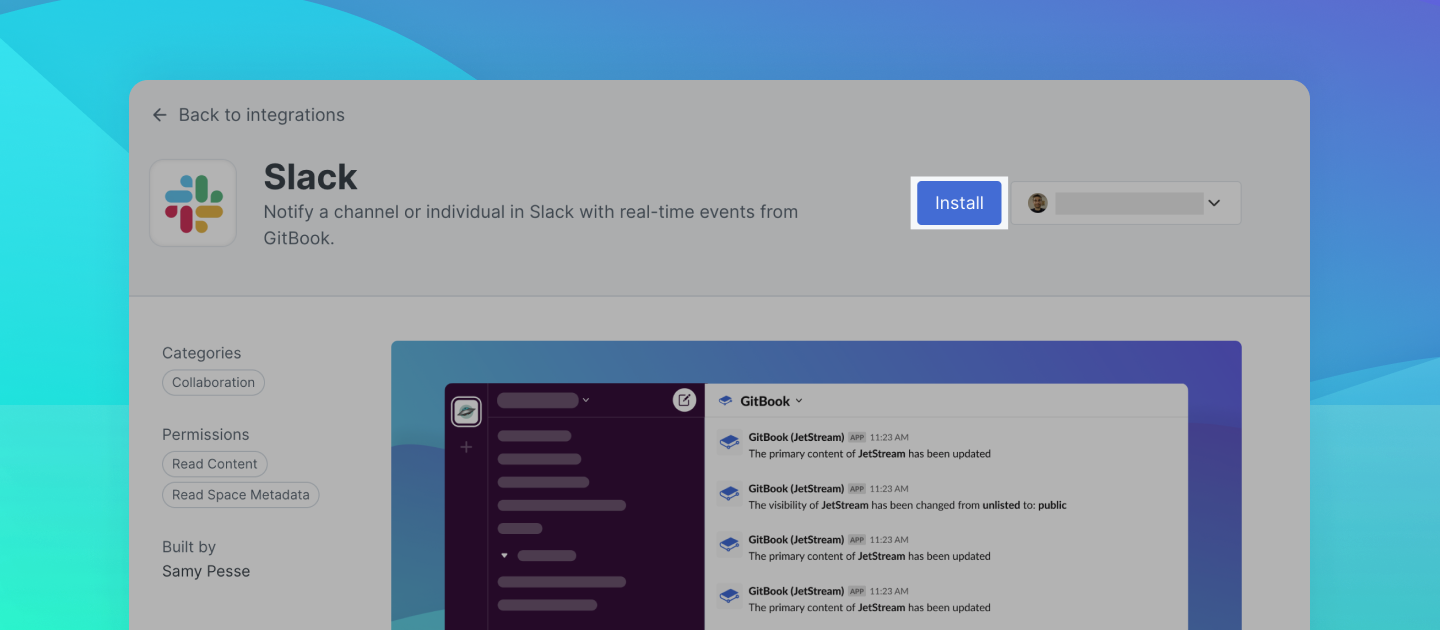 Back to integrations
Slack
Notify a channel or individual in Slack with real-time events from
GitBook.
Install
Categories
Collaboration
Permissions
Read Content
Read Space Metadata
Built by
Samy Pesse
GitBook
GitBook (JetStream) APP 11:23 AM
The primary content of JetStream has been updated
GitBook (JetStream) APP 11:23 AM
The visibility of JetStream has been changed from unlisted to: public
GitBook (JetStream) APP 11:23 AM
The primary content of JetStream has been updated
GitBook (JetStream) APP 11:23 AM
The primary content of JetStream has been updated